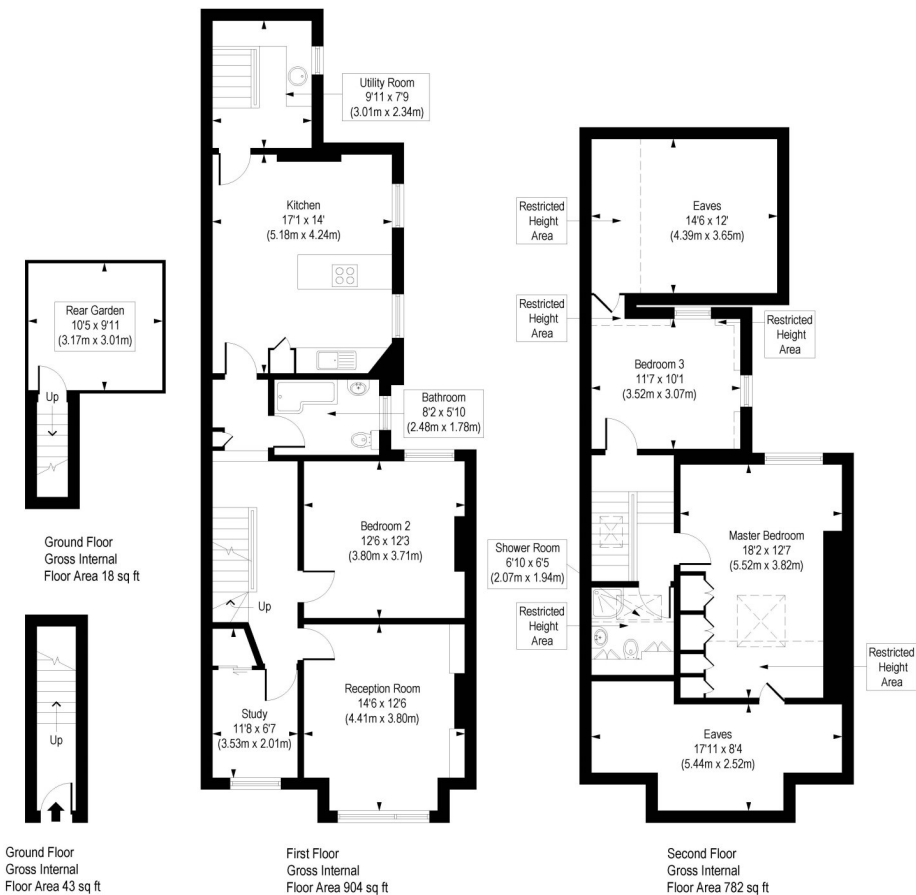 Utility Room
9'11 x 7'9
(3.01m x 2.34m)
Kitchen
17'1 x 14'
(5.18m x 4.24m)
Bathroom
8'2 x 5'10
(2.48m x 1.78m)
Bedroom 2
12'6 x 12'3
(3.80m x 3.71m)
Up
Study
11'8 x 6'7
(3.53m x 2.01m)
Reception Room
14'6 x 12'6
(4.41m x 3.80m)
First Floor
Gross Internal
Floor Area 904 sq ft
Rear Garden
10'5 x 9'11
(3.17m x 3.01m)
Up
Ground Floor
Gross Internal
Floor Area 18 sq ft
Up
Ground Floor
Gross Internal
Floor Area 43 sq ft
Eaves
14'6 x 12'
(4.39m x 3.65m)
Restricted
Height
Area
Restricted
Height
Area
Restricted
Height
Area
Bedroom 3
11'7 x 10'1
(3.52m x 3.07m)
Master Bedroom
18'2 x 12'7
(5.52m x 3.82m)
Shower Room
6'10 x 6'5
(2.07m x 1.94m)
Restricted
Height
Area
Restricted
Height
Area
Eaves
17'11 x 8'4
(5.44m x 2.52m)
Second Floor
Gross Internal
Floor Area 782 sq ft